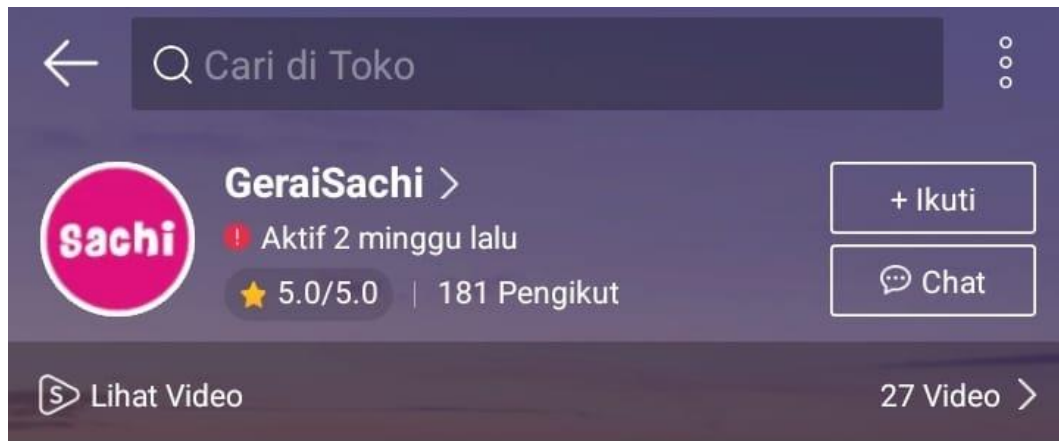 Cari di Toko
sachi
GeraiSachi
Aktif 2 minggu lalu
5.0/5.0 | 181 Pengikut
+ Ikuti
Chat
Lihat Video
27 Video